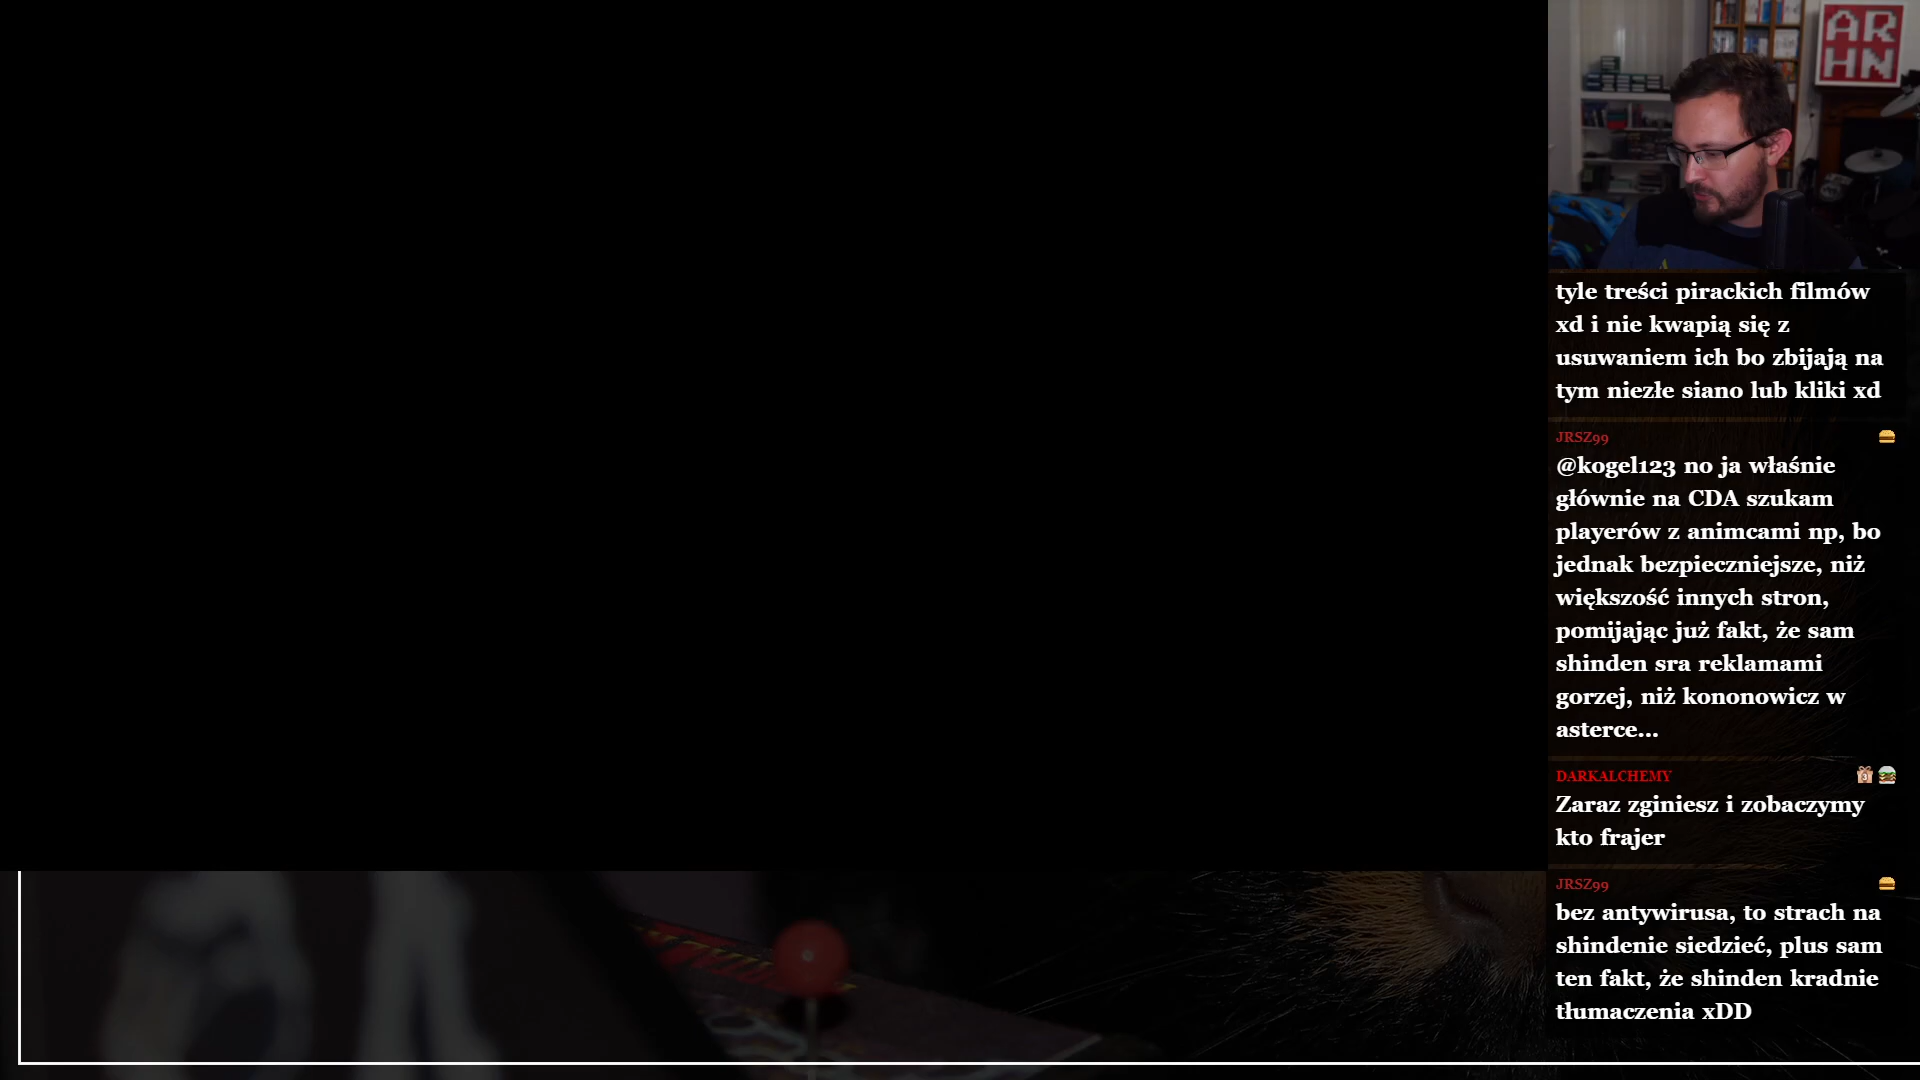 AR
HN
tyle treści pirackich filmów
xd i nie kwapią się z
usuwaniem ich bo zbijają na
tym niezłe siano lub kliki xd
JRSZ99
@kogel123 no ja właśnie
głównie na CDA szukam
playerów z animcami np, bo
jednak bezpieczniejsze, niż
większość innych stron,
pomijając już fakt, że sam
shinden sra reklamami
gorzej, niż kononowicz w
asterce...
DARKALCHEMY
Zaraz zginiesz i zobaczymy
kto frajer
JRSZ99
bez antywirusa, to strach na
shindenie siedzieć, plus sam
ten fakt, że shinden kradnie
tłumaczenia xDD